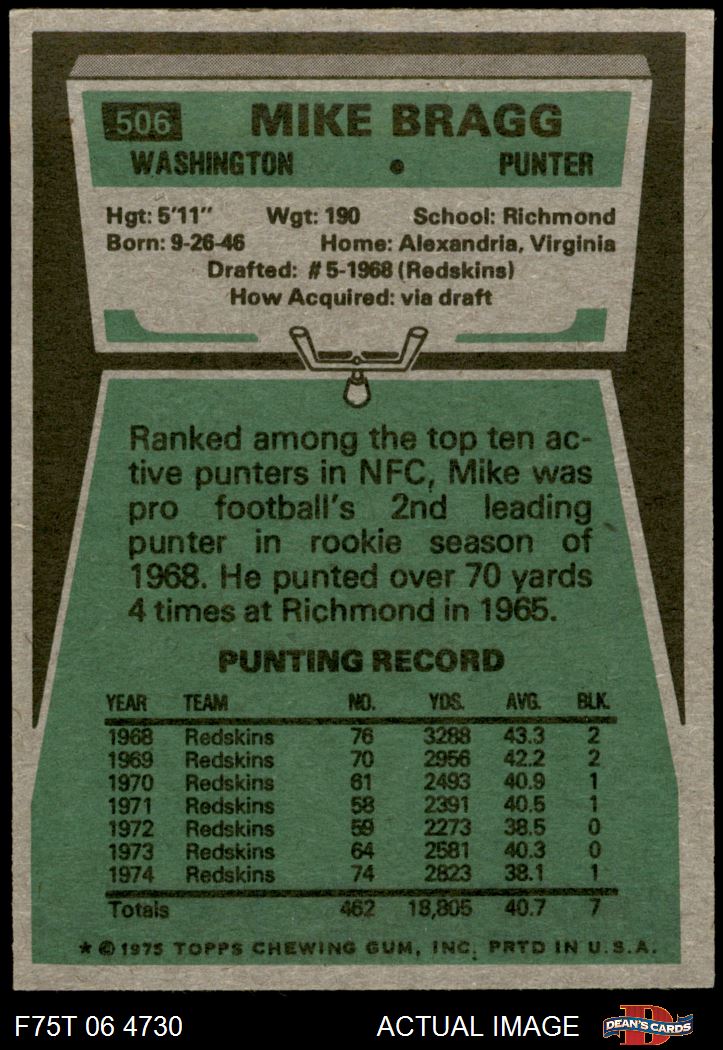 506 MIKE BRAGG
WASHINGTON • PUNTER
Hgt: 5'11" Wgt: 190 School: Richmond
Born: 9-26-46 Home: Alexandria, Virginia
Drafted: #5-1968 (Redskins)
How Acquired: via draft
Ranked among the top ten ac-
tive punters in NFC, Mike was
pro football's 2nd leading
punter in rookie season of
1968. He punted over 70 yards
4 times at Richmond in 1965.
PUNTING RECORD
YEAR TEAM NO. YDS. AVG. BLK.
1968 Redskins 76 3288 43.3 2
1969 Redskins 70 2956 42.2 2
1970 Redskins 61 2493 40.9 1
1971 Redskins 58 2391 40.5 1
1972 Redskins 59 2273 38.5 0
1973 Redskins 64 2581 40.3 0
1974 Redskins 74 2823 38.1 1
Totals 462 18,805 40.7 7
★ © 1975 TOPPS CHEWING GUM, INC. PRTD IN U.S.A.
F75T 06 4730 ACTUAL IMAGE D DEAN'S CARDS